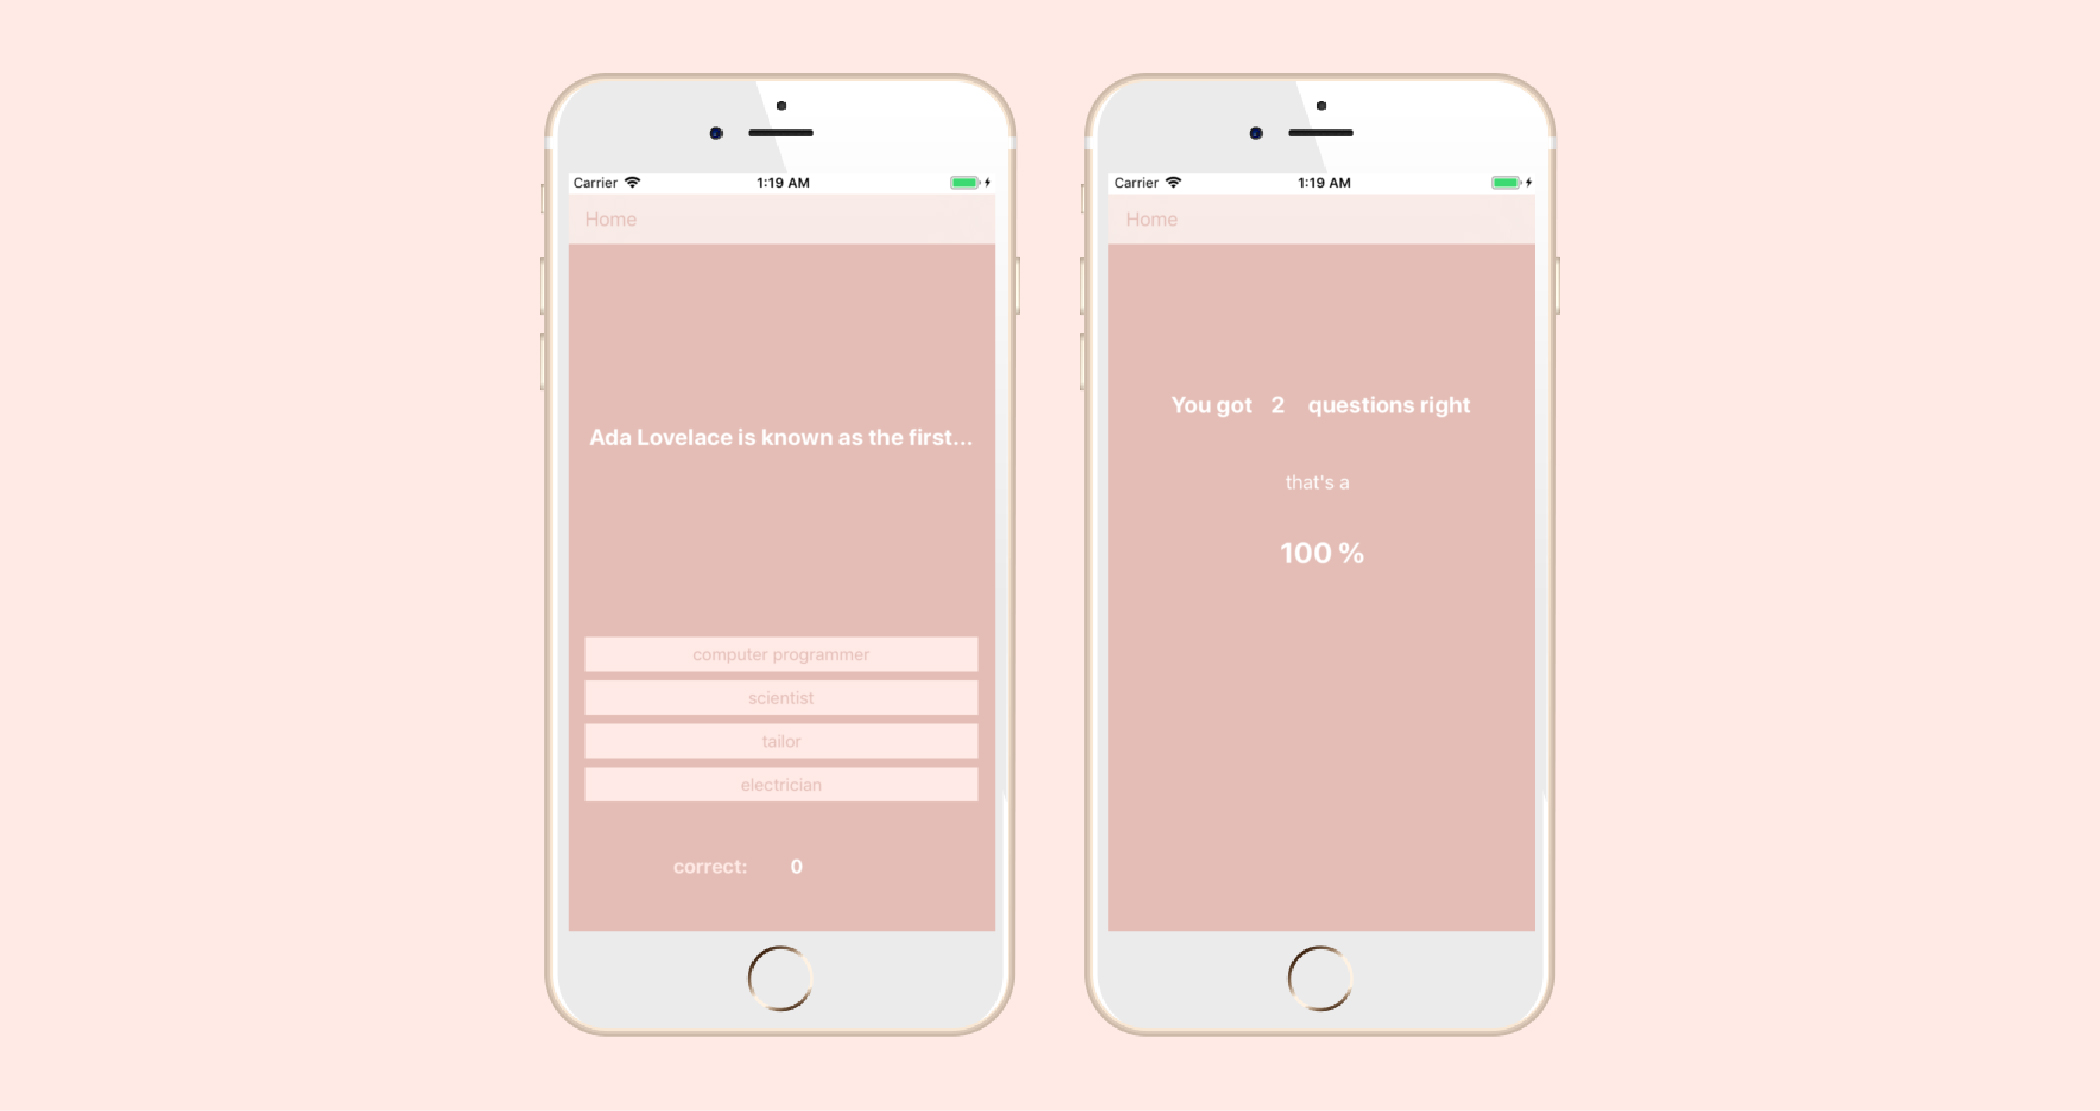 Carrier 1:19 AM
Home
Ada Lovelace is known as the first...
computer programmer
scientist
tailor
electrician
correct: 0
Carrier 1:19 AM
Home
You got 2 questions right
that's a
100 %